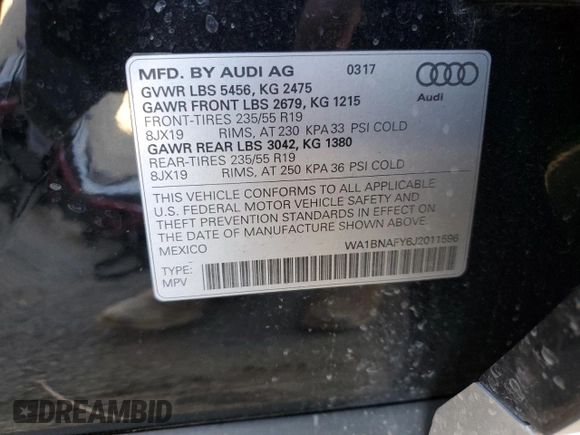 MFD. BY AUDI AG 0317
Audi
GVWR LBS 5456, KG 2475
GAWR FRONT LBS 2679, KG 1215
FRONT-TIRES 235/55 R19
8JX19 RIMS, AT 230 KPA 33 PSI COLD
GAWR REAR LBS 3042, KG 1380
REAR-TIRES 235/55 R19
8JX19 RIMS, AT 250 KPA 36 PSI COLD
THIS VEHICLE CONFORMS TO ALL APPLICABLE
U.S. FEDERAL MOTOR VEHICLE SAFETY AND
THEFT PREVENTION STANDARDS IN EFFECT ON
THE DATE OF MANUFACTURE SHOWN ABOVE.
MEXICO
WA1BNAFY6J2011596
TYPE:
MPV
DREAMBID